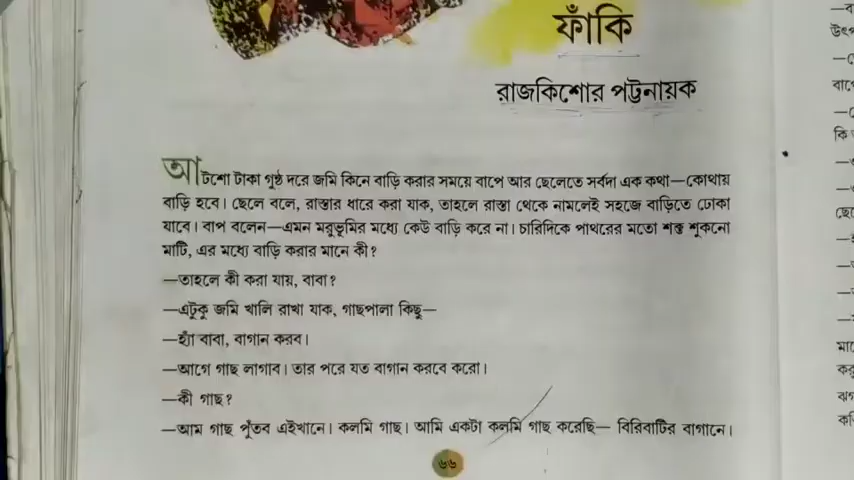 ফাঁকি
রাজকিশোর পট্টনায়ক
আটশো টাকা গুণ্ঠ দরে জমি কিনে বাড়ি করার সময়ে বাপে আর ছেলেতে সর্বদা এক কথা—কোথায়
বাড়ি হবে। ছেলে বলে, রাস্তার ধারে করা যাক, তাহলে রাস্তা থেকে নামলেই সহজে বাড়িতে ঢোকা
যাবে। বাপ বলেন—এমন মরুভূমির মধ্যে কেউ বাড়ি করে না। চারিদিকে পাথরের মতো শক্ত শুকনো
মাটি, এর মধ্যে বাড়ি করার মানে কী?
—তাহলে কী করা যায়, বাবা?
—এটুকু জমি খালি রাখা যাক, গাছপালা কিছু—
—হ্যাঁ বাবা, বাগান করব।
—আগে গাছ লাগাব। তার পরে যত বাগান করবে করো।
—কী গাছ?
—আম গাছ পুঁতব এইখানে। কলমি গাছ। আমি একটা কলমি গাছ করেছি— বিরিবাটির বাগানে।
৬৬